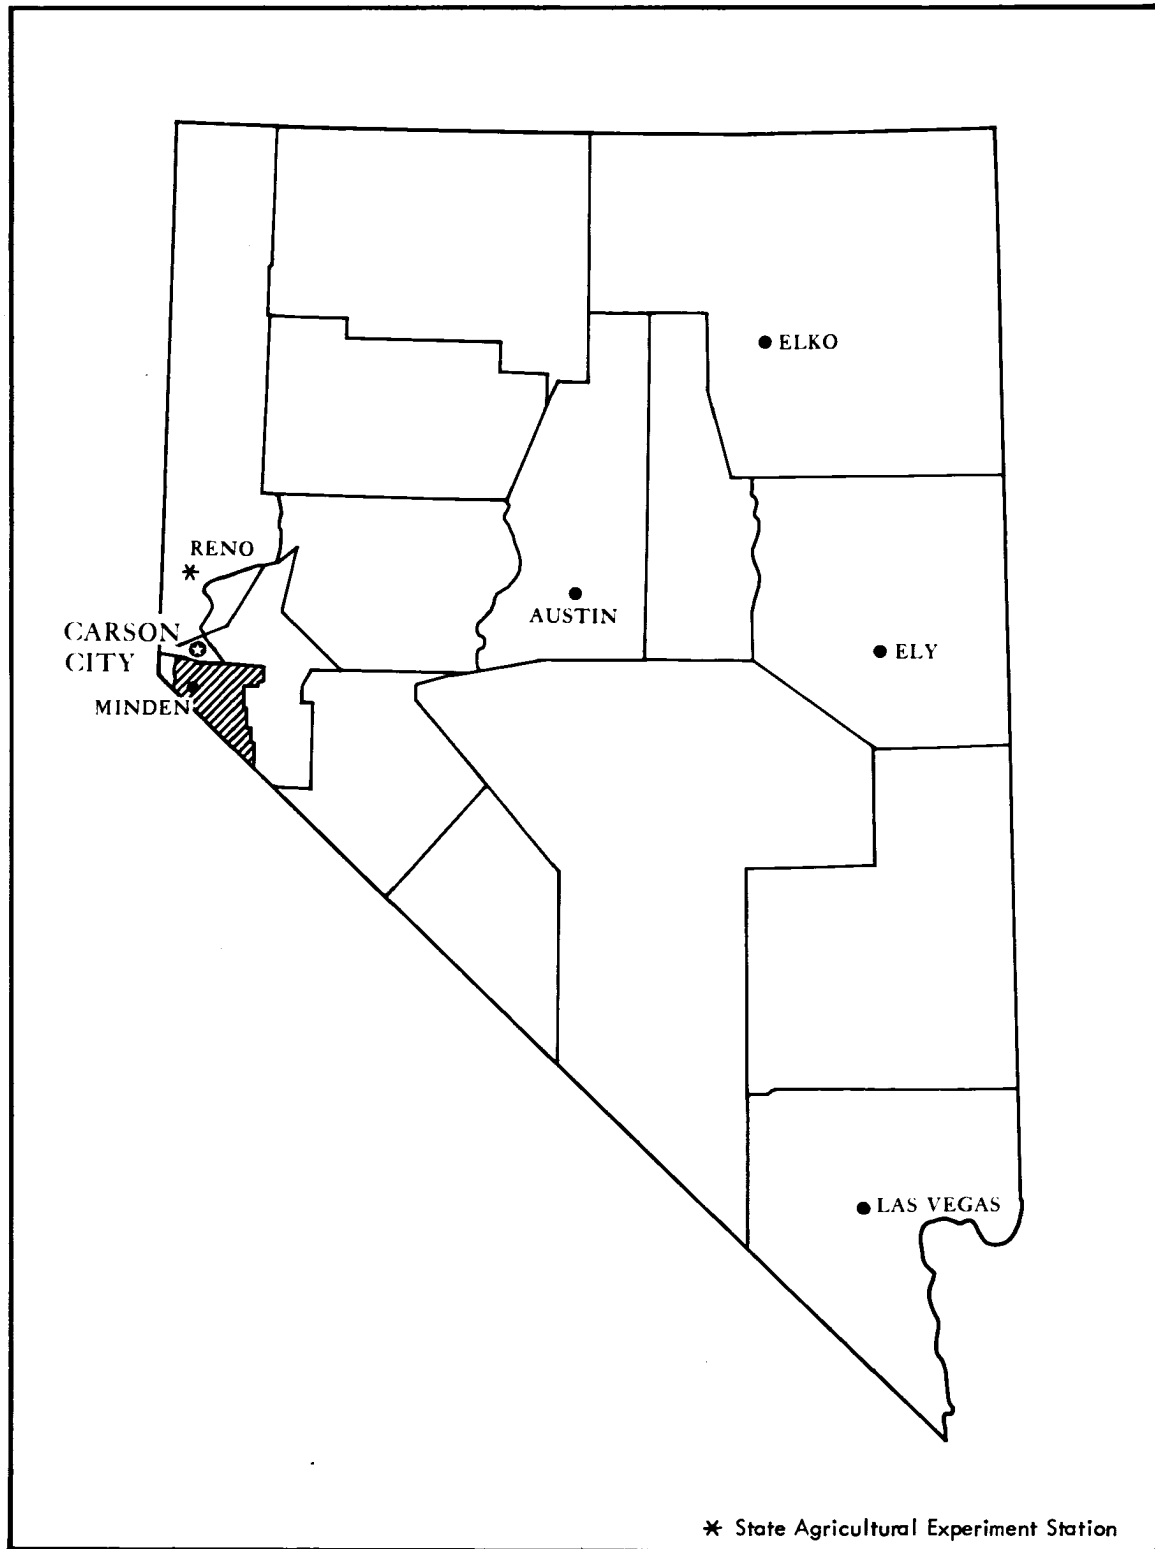 ELKO
RENO
AUSTIN
CARSON
CITY
ELY
MINDEN
LAS VEGAS
* State Agricultural Experiment Station